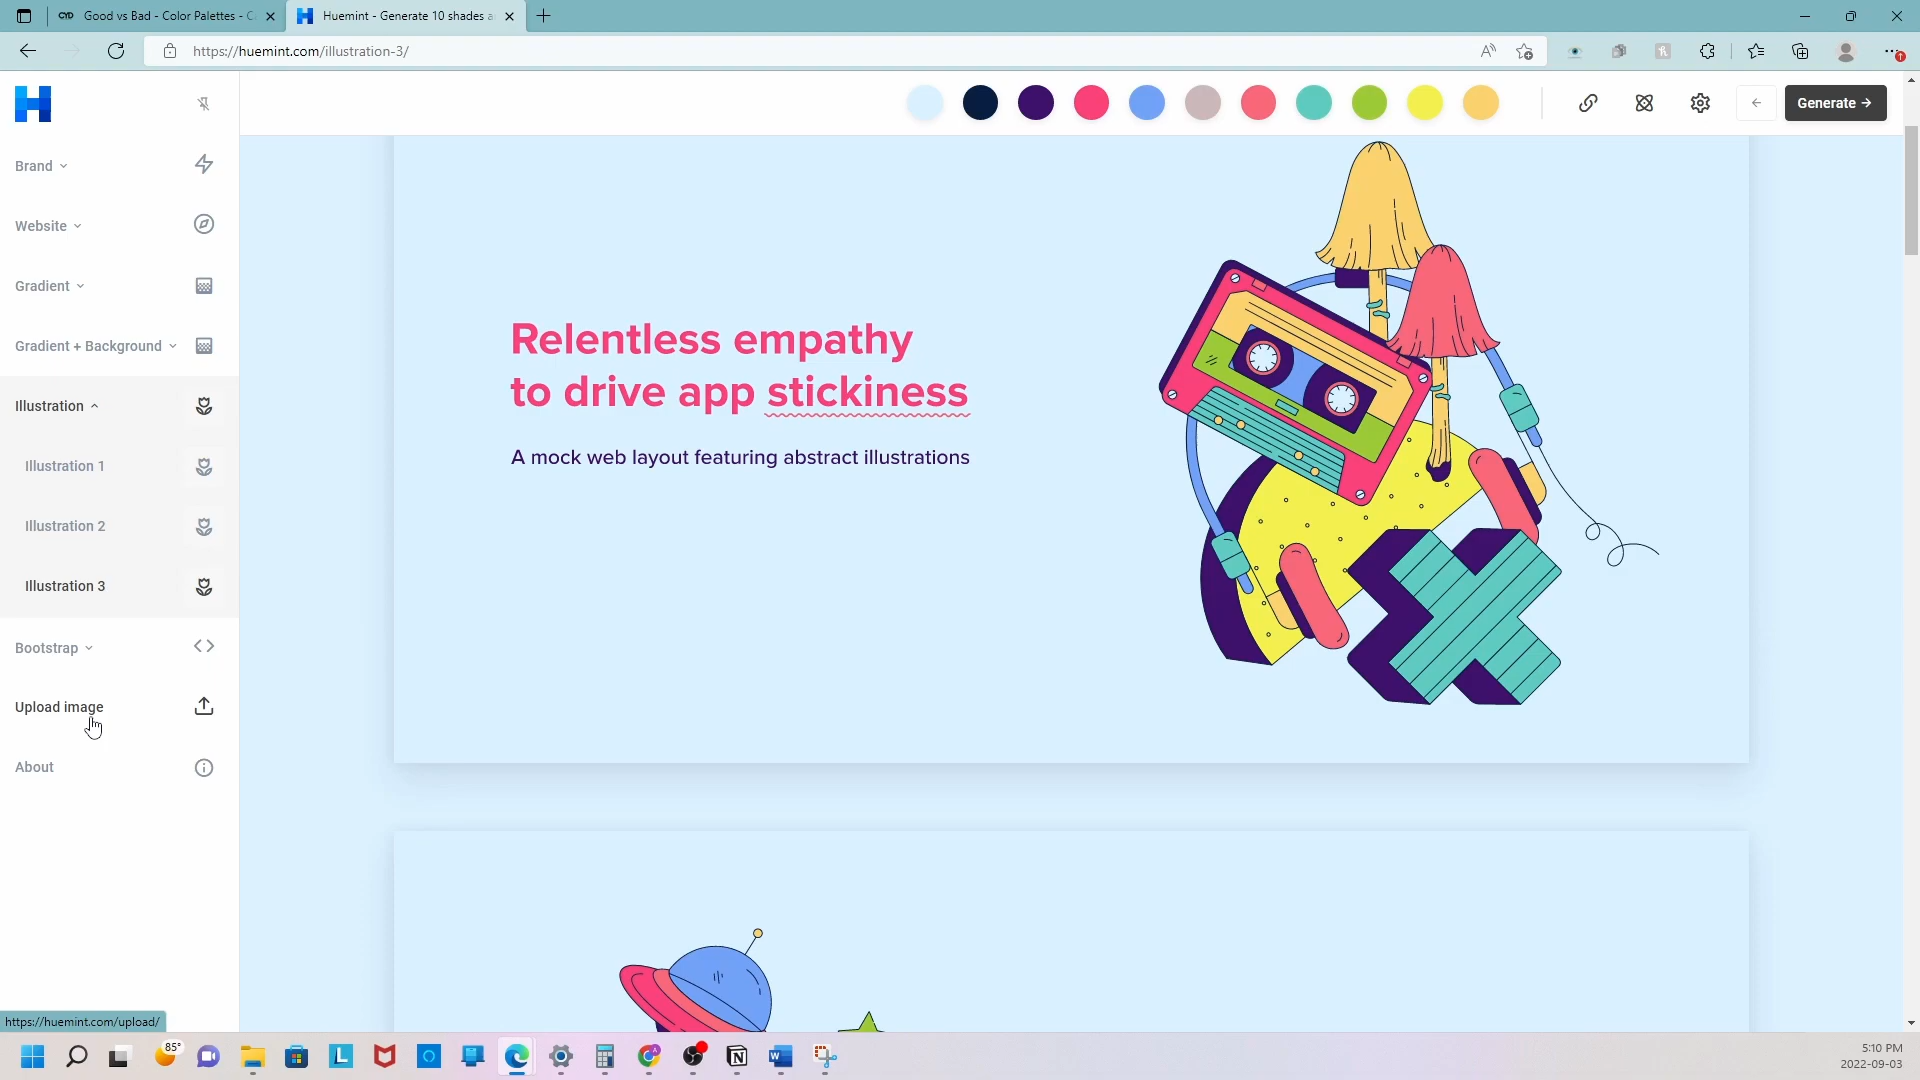 Good vs Bad - Color Palettes - C
Huemint - Generate 10 shades a
https://huemint.com/illustration-3/
Generate →
Brand
Website
Gradient
Gradient + Background
Illustration
Illustration 1
Illustration 2
Illustration 3
Bootstrap
Upload image
About
Relentless empathy
to drive app stickiness
A mock web layout featuring abstract illustrations
https://huemint.com/upload/
85°
5:10 PM
2022-09-03